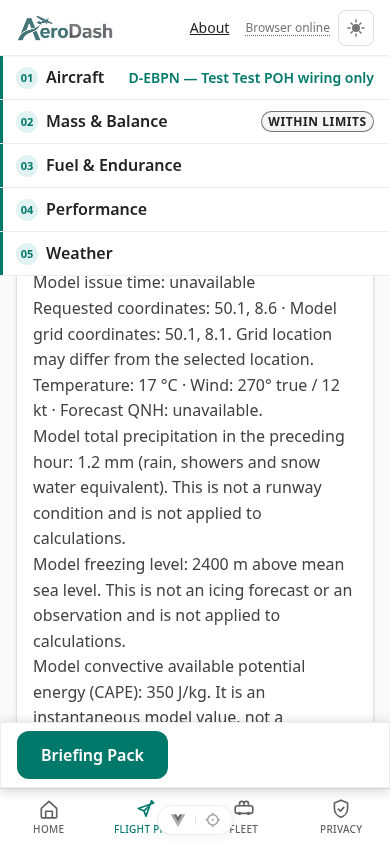 AeroDash
About
Browser online
01 Aircraft D-EBPN — Test Test POH wiring only
02 Mass & Balance WITHIN LIMITS
03 Fuel & Endurance
04 Performance
05 Weather
Model issue time: unavailable
Requested coordinates: 50.1, 8.6 · Model
grid coordinates: 50.1, 8.1. Grid location
may differ from the selected location.
Temperature: 17 °C · Wind: 270° true / 12
kt · Forecast QNH: unavailable.
Model total precipitation in the preceding
hour: 1.2 mm (rain, showers and snow
water equivalent). This is not a runway
condition and is not applied to
calculations.
Model freezing level: 2400 m above mean
sea level. This is not an icing forecast or an
observation and is not applied to
calculations.
Model convective available potential
energy (CAPE): 350 J/kg. It is an
instantaneous model value, not a
Briefing Pack
HOME
FLIGHT P
FLEET
PRIVACY